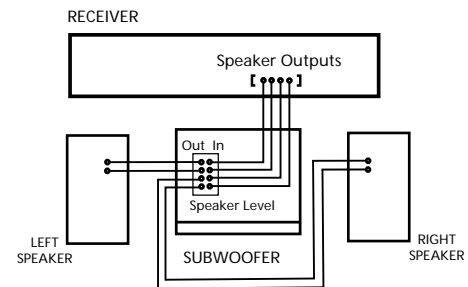 RECEIVER
Speaker Outputs
Out In
Speaker Level
LEFT
SPEAKER
SUBWOOFER
RIGHT
SPEAKER